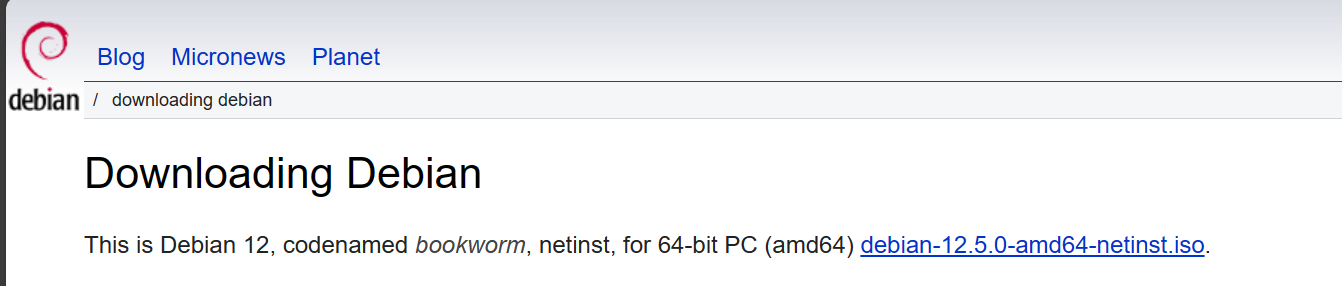 Blog Micronews Planet
debian / downloading debian
Downloading Debian
This is Debian 12, codenamed bookworm, netinst, for 64-bit PC (amd64) debian-12.5.0-amd64-netinst.iso.